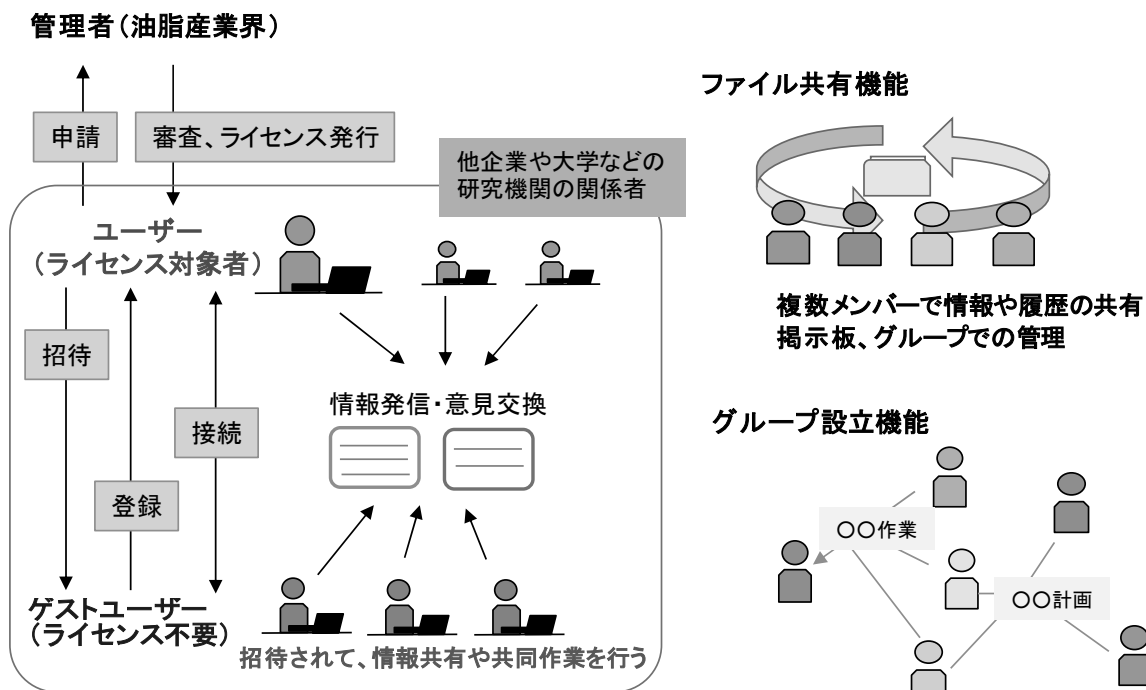 管理者（油脂産業界）
申請
審査、ライセンス発行
他企業や大学などの
研究機関の関係者
ユーザー
（ライセンス対象者）
招待
登録
接続
情報発信・意見交換
ゲストユーザー
（ライセンス不要）
招待されて、情報共有や共同作業を行う
ファイル共有機能
複数メンバーで情報や履歴の共有
掲示板、グループでの管理
グループ設立機能
〇〇作業
〇〇計画